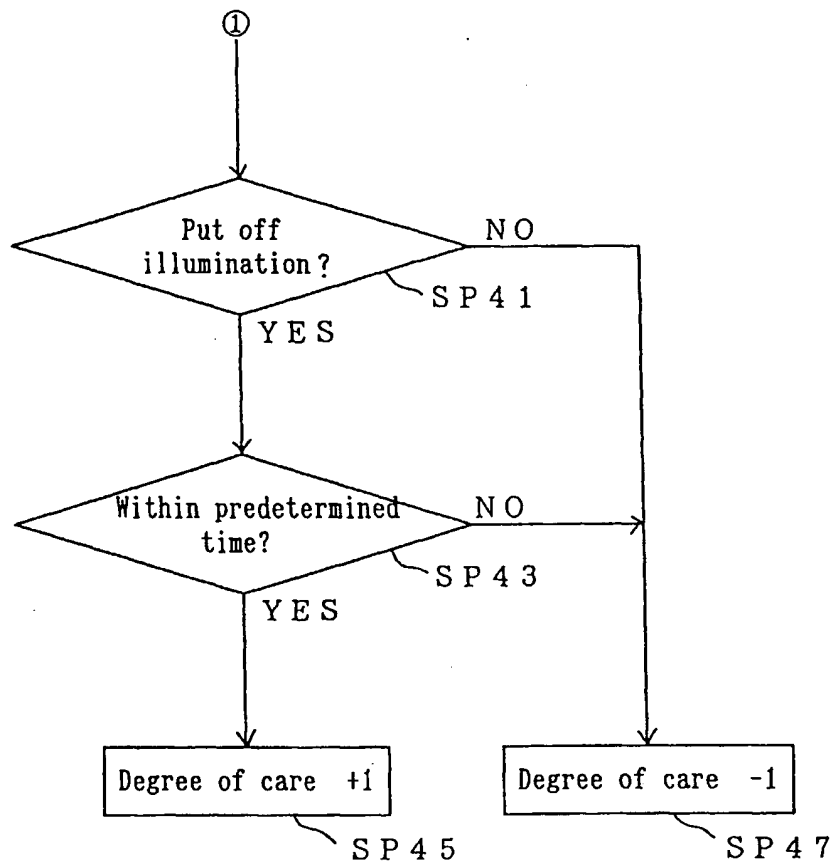 ①
Put off
illumination?
NO
SP41
YES
Within predetermined
time?
NO
SP43
YES
Degree of care +1
Degree of care -1
SP45
SP47